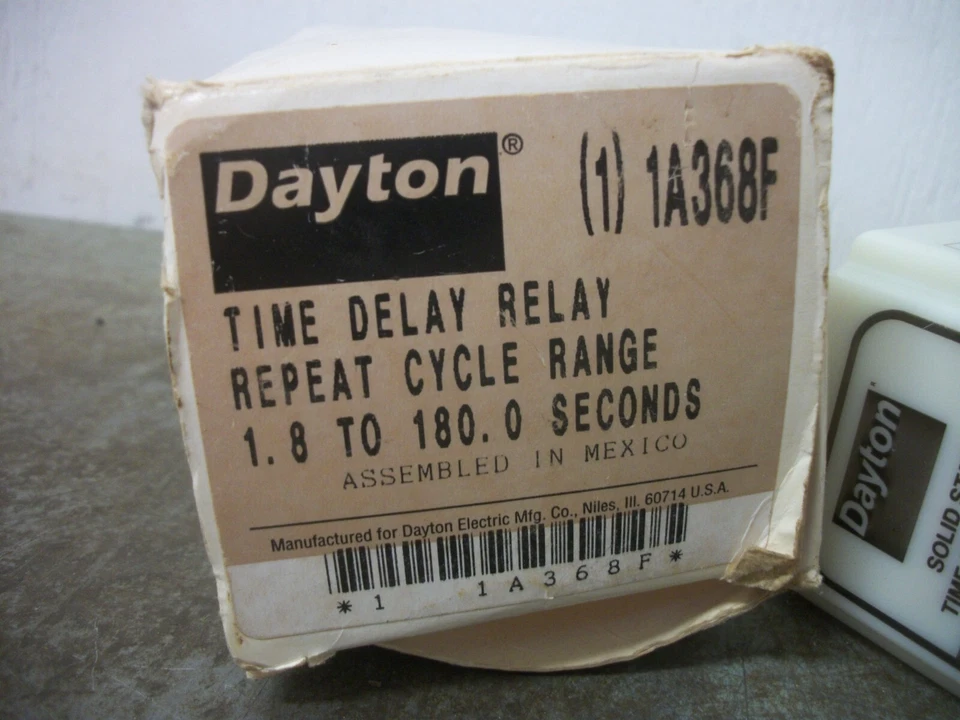 Dayton®
(1) 1A368F
TIME DELAY RELAY
REPEAT CYCLE RANGE
1.8 TO 180.0 SECONDS
ASSEMBLED IN MEXICO
Manufactured for Dayton Electric Mfg. Co., Niles, Ill. 60714 U.S.A.
*1 1A368F*
Dayton
SOLID
TIME